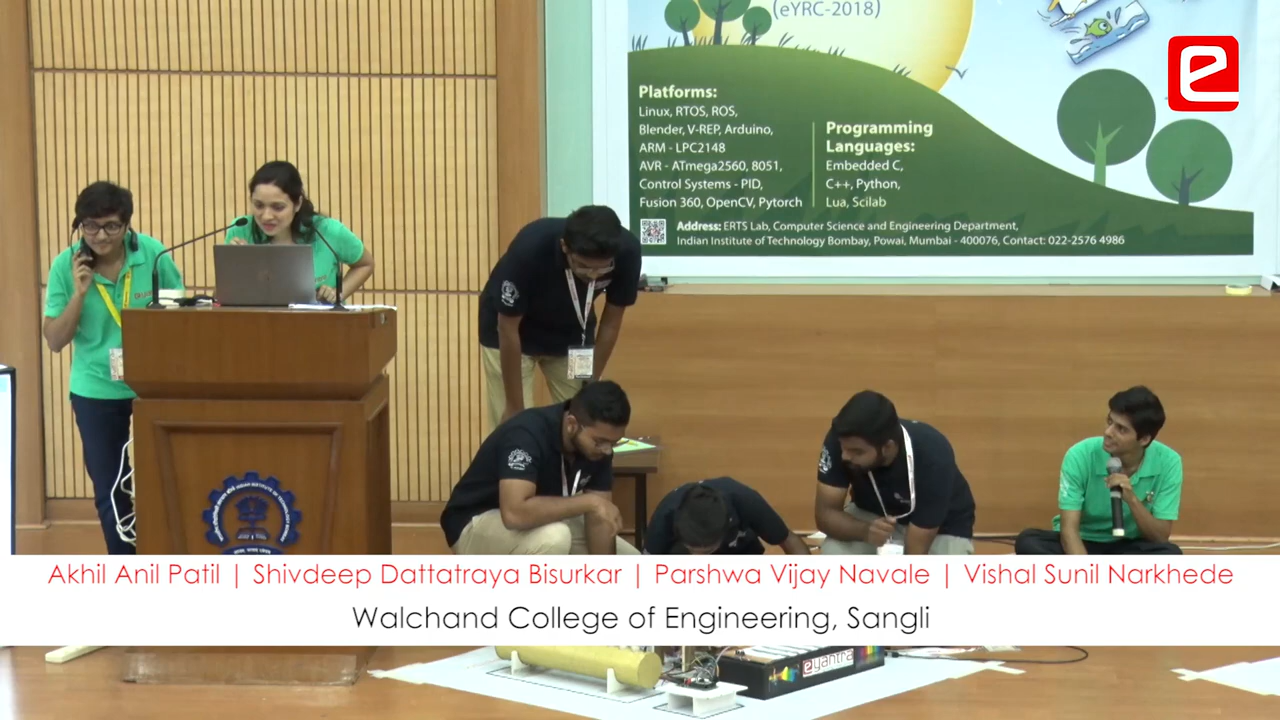 (eYRC-2018)
Platforms:
Linux, RTOS, ROS,
Blender, V-REP, Arduino,
ARM - LPC2148
AVR - ATmega2560, 8051,
Control Systems - PID,
Fusion 360, OpenCV, Pytorch
Programming
Languages:
Embedded C,
C++, Python,
Lua, Scilab
Address: ERTS Lab, Computer Science and Engineering Department,
Indian Institute of Technology Bombay, Powai, Mumbai - 400076, Contact: 022-2576 4986
e
Akhil Anil Patil | Shivdeep Dattatraya Bisurkar | Parshwa Vijay Navale | Vishal Sunil Narkhede
Walchand College of Engineering, Sangli
eyantra